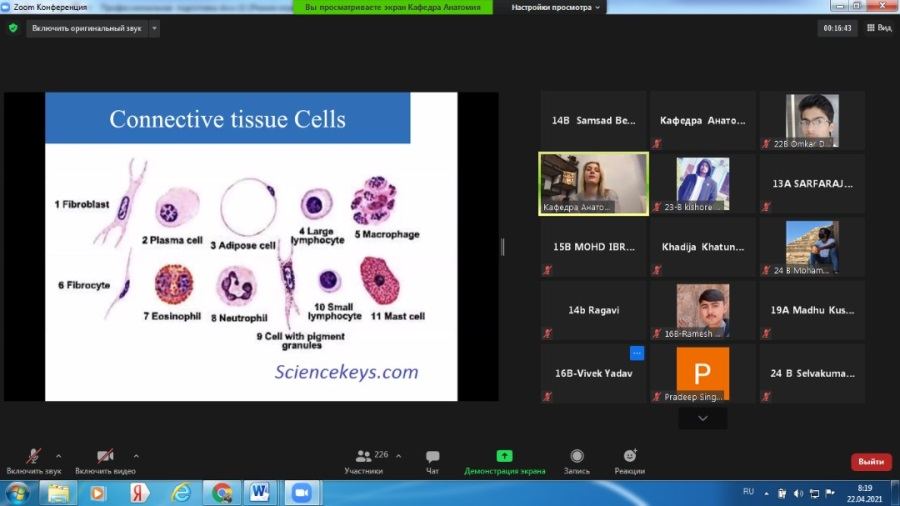 Zoom Конференция
Вы просматриваете экран Кафедра Анатомия
Настройки просмотра
Включить оригинальный звук
00:16:43
Вид
Connective tissue Cells
1 Fibroblast
2 Plasma cell
3 Adipose cell
4 Large
lymphocyte
5 Macrophage
6 Fibrocyte
7 Eosinophil
8 Neutrophil
9 Cell with pigment
granules
10 Small
lymphocyte
11 Mast cell
Sciencekeys.com
14B Samsad Be...
Кафедра Анато...
22B Omkar D...
Кафедра Анато...
23-B kishore ...
13A SARFARAJ...
15B MOHD IBR...
Khadija Khatun...
24 B Moham...
14b Ragavi
16B-Ramesh ...
19A Madhu Kus...
16B-Vivek Yadav
P
Pradeep Sing...
24 B Selvakuma...
Включить звук
Включить видео
226
Участники
Чат
Демонстрация экрана
Запись
Реакции
Выйти
RU
8:19
22.04.2021